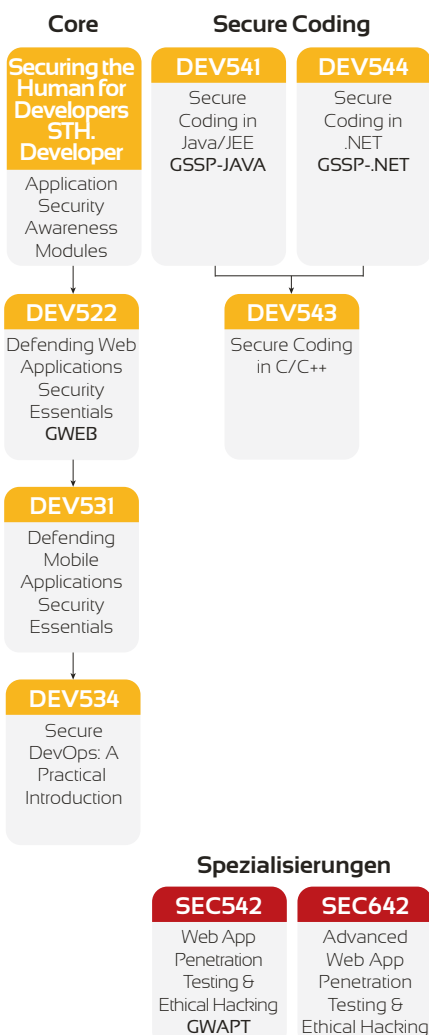 Core
Securing the
Human for
Developers
STH.
Developer
Application
Security
Awareness
Modules
DEV522
Defending Web
Applications
Security
Essentials
GWEB
DEV531
Defending
Mobile
Applications
Security
Essentials
DEV534
Secure
DevOps: A
Practical
Introduction
Secure Coding
DEV541
Secure
Coding in
Java/JEE
GSSP-JAVA
DEV544
Secure
Coding in
.NET
GSSP-.NET
DEV543
Secure Coding
in C/C++
Spezialisierungen
SEC542
Web App
Penetration
Testing &
Ethical Hacking
GWAPT
SEC642
Advanced
Web App
Penetration
Testing &
Ethical Hacking